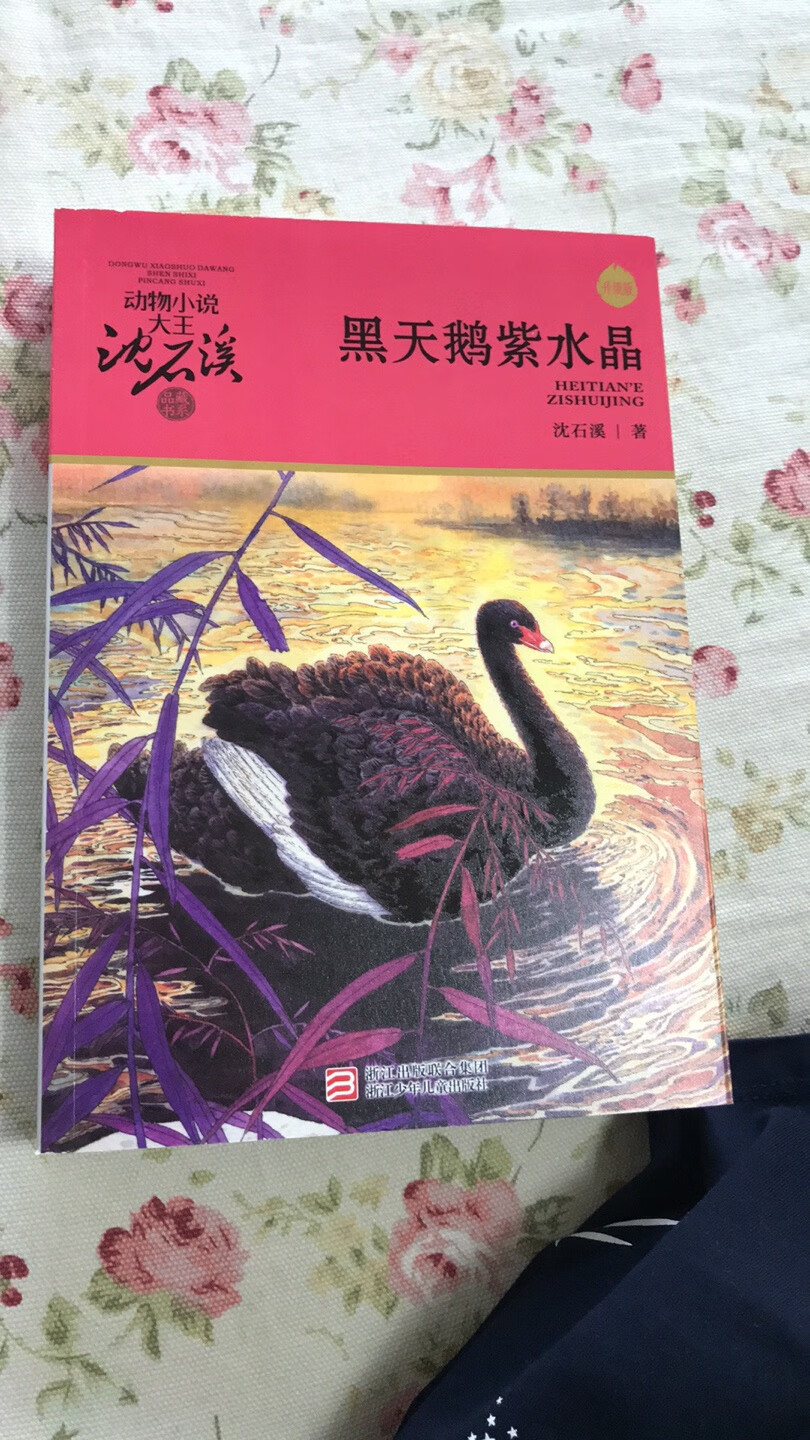 DONGWU XIAOSHUO DAWANG
SHEN SHIXI
PINCANG SHUXI
动物小说
大王
沈石溪
品藏
书系
升级版
黑天鹅紫水晶
HEITIAN'E
ZISHUIJING
沈石溪 | 著
浙江出版联合集团
浙江少年儿童出版社